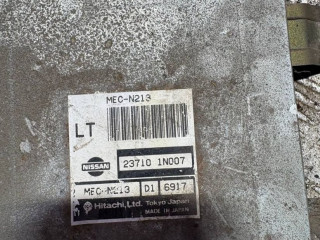 MEC-N213
LT
NISSAN
23710 1N007
MEC-N213 D1 6917
Hitachi, Ltd. Tokyo Japan
MADE IN JAPAN